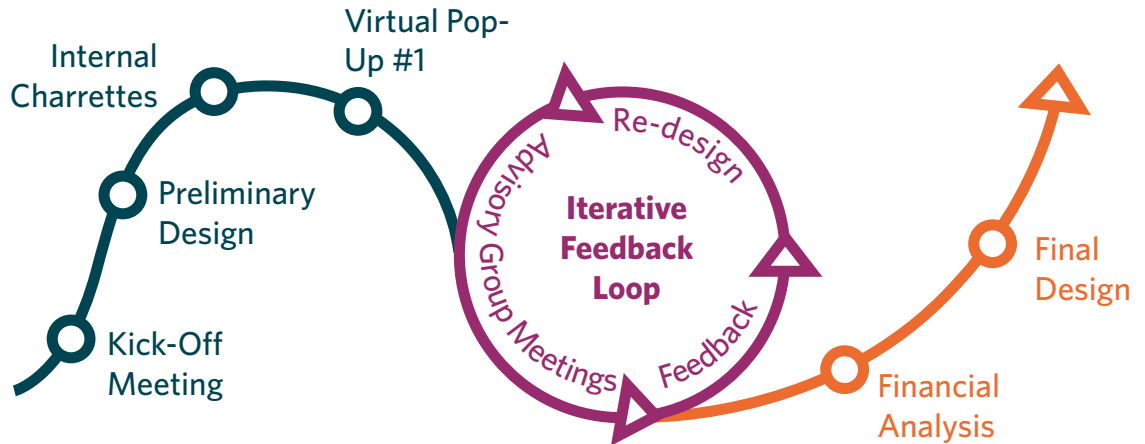 Kick-Off
Meeting
Preliminary
Design
Internal
Charrettes
Virtual Pop-
Up #1
Iterative
Feedback
Loop
Advisory Group Meetings
Feedback
Re-design
Financial
Analysis
Final
Design